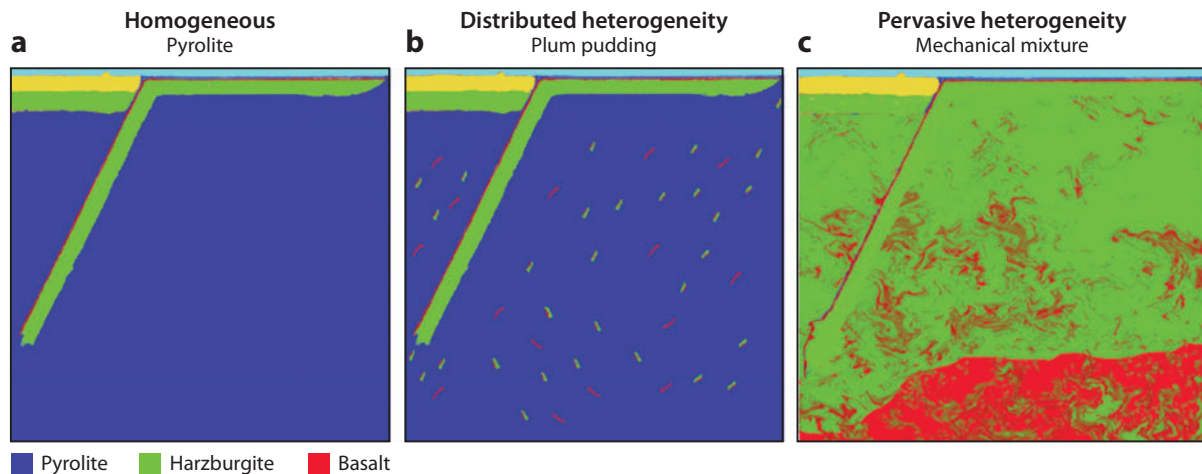 Homogeneous
a Pyrolite
Distributed heterogeneity
b Plum pudding
Pervasive heterogeneity
c Mechanical mixture
Pyrolite Harzburgite Basalt